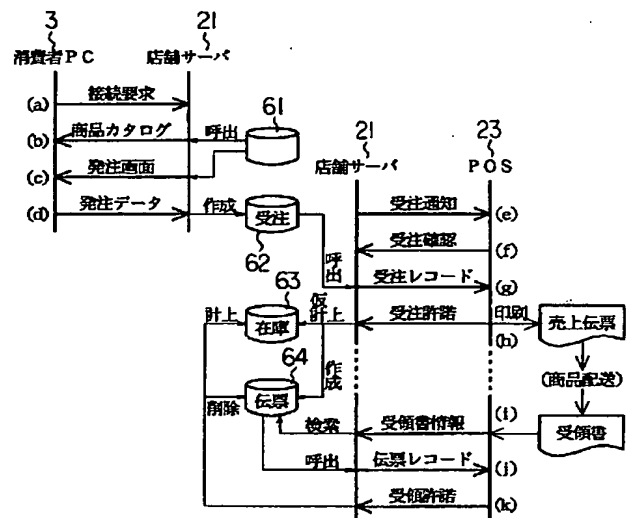 3
21
消費者PC
店舗サーバ
(a)
接続要求
(b)
商品カタログ
呼出
61
(c)
発注画面
21
23
店舗サーバ
POS
(d)
発注データ
作成
受注
62
受注通知
(e)
受注確認
(f)
呼出
受注レコード
(g)
63
計上
在庫
仮計上
受注許諾
印刷
(h)
売上伝票
64
作成
伝票
削除
(商品配送)
検索
受領書情報
(i)
受領書
呼出
伝票レコード
(j)
受領許諾
(k)